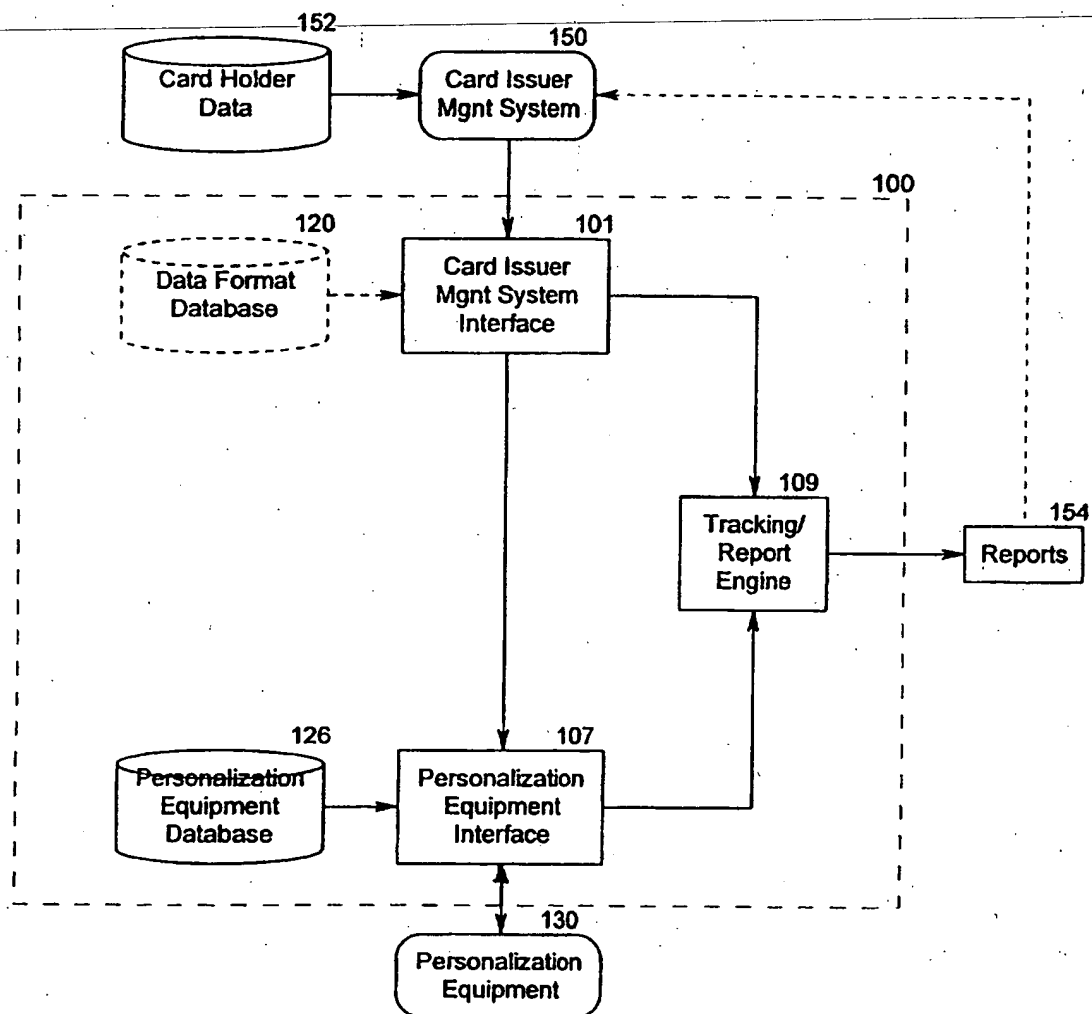 152
Card Holder
Data
150
Card Issuer
Mgnt System
100
120
Data Format
Database
101
Card Issuer
Mgnt System
Interface
109
Tracking/
Report
Engine
154
Reports
126
Personalization
Equipment
Database
107
Personalization
Equipment
Interface
130
Personalization
Equipment